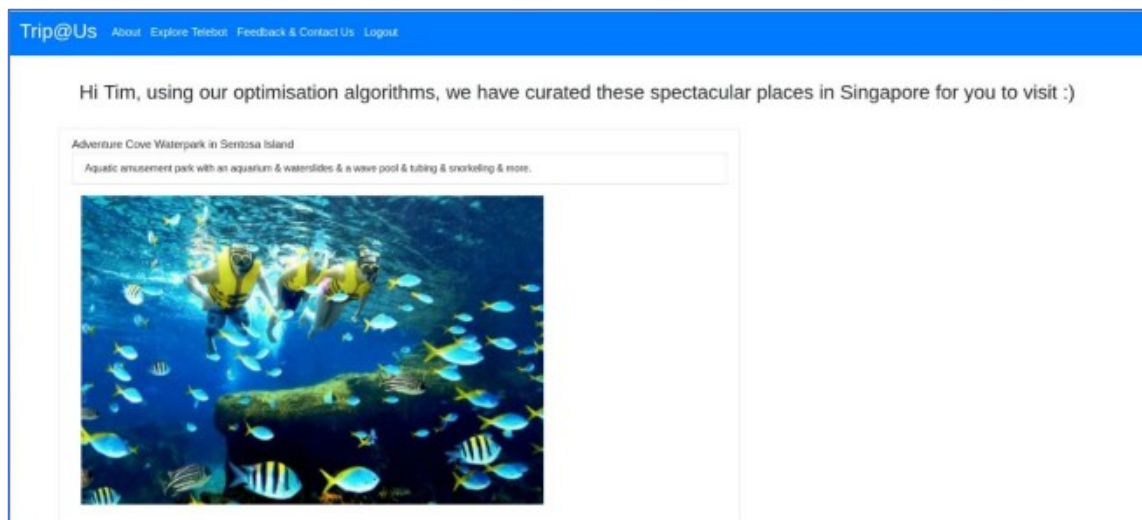 Trip@Us About Explore Telebot Feedback & Contact Us Logout
Hi Tim, using our optimisation algorithms, we have curated these spectacular places in Singapore for you to visit :)
Adventure Cove Waterpark in Sentosa Island
Aquatic amusement park with an aquarium & waterslides & a wave pool & tubing & snorkeling & more.